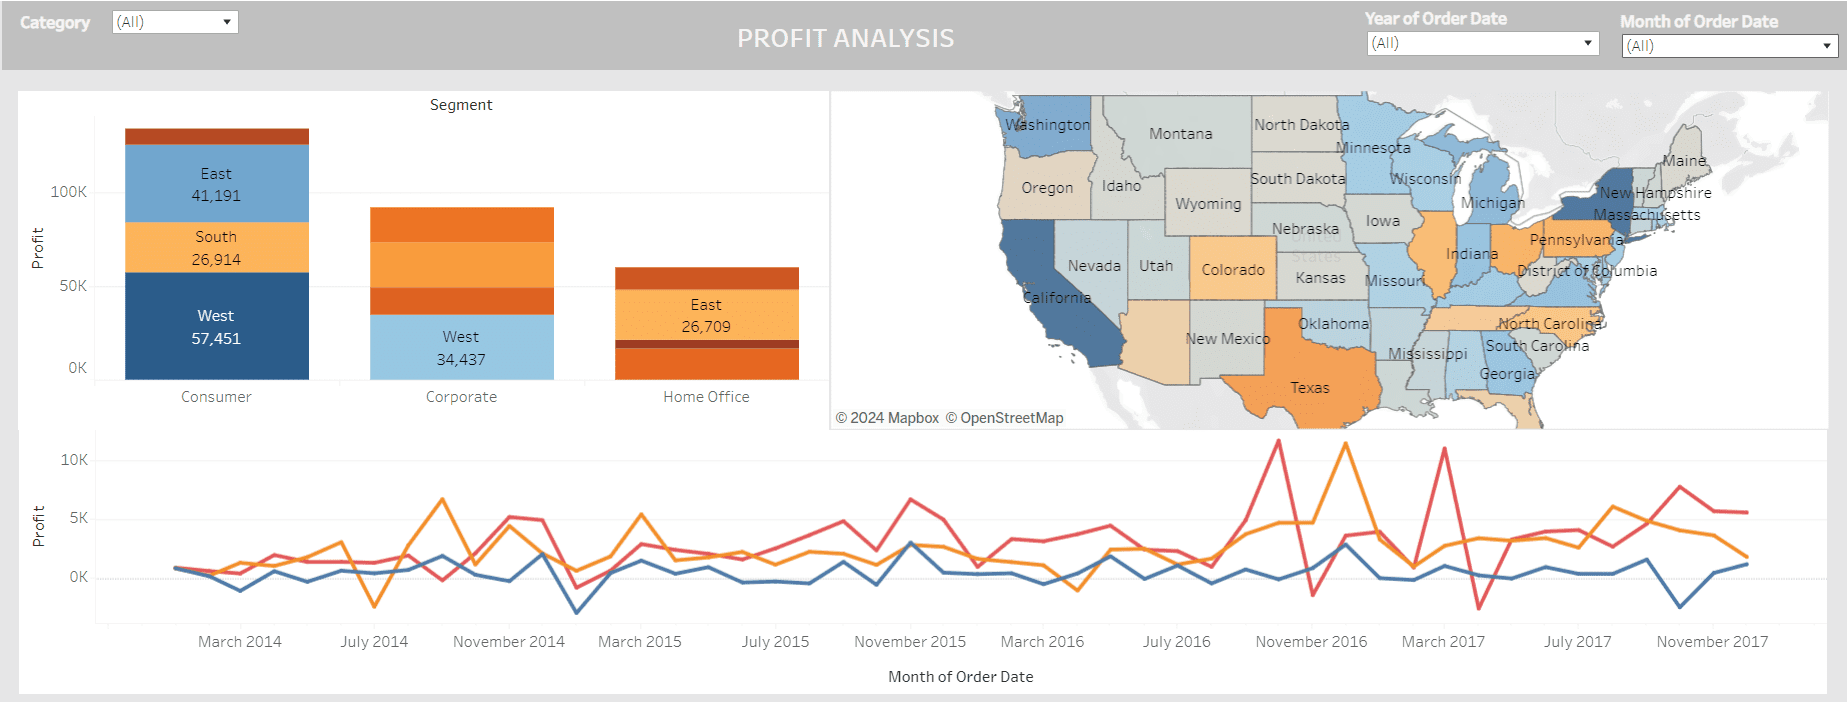 Category
(All)
PROFIT ANALYSIS
Year of Order Date
(All)
Month of Order Date
(All)
Segment
Profit
100K
50K
0K
East
41,191
South
26,914
West
57,451
West
34,437
East
26,709
Consumer
Corporate
Home Office
Washington
Montana
North Dakota
Minnesota
Maine
Oregon
Idaho
South Dakota
Wisconsin
Michigan
New Hampshire
Wyoming
Massachusetts
Nebraska
Iowa
United
States
Pennsylvania
Indiana
Nevada
Utah
Colorado
Kansas
Missouri
District of Columbia
California
New Mexico
Oklahoma
North Carolina
Mississippi
South Carolina
Georgia
Texas
© 2024 Mapbox © OpenStreetMap
Profit
10K
5K
0K
March 2014
July 2014
November 2014
March 2015
July 2015
November 2015
March 2016
July 2016
November 2016
March 2017
July 2017
November 2017
Month of Order Date